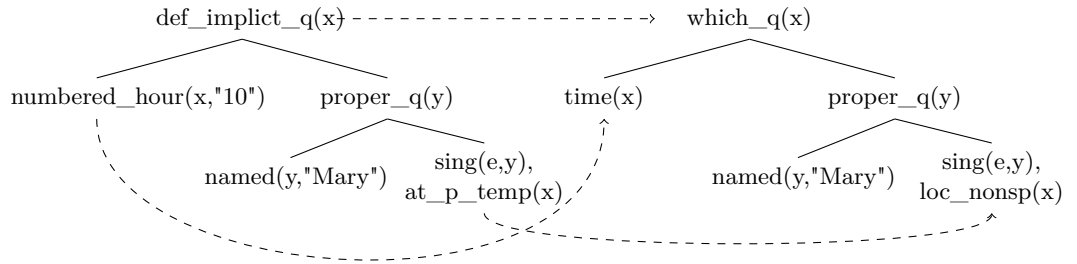 def_implict_q(x) which_q(x)
numbered_hour(x,"10") proper_q(y) time(x) proper_q(y)
named(y,"Mary") sing(e,y), at_p_temp(x) named(y,"Mary") sing(e,y), loc_nonsp(x)